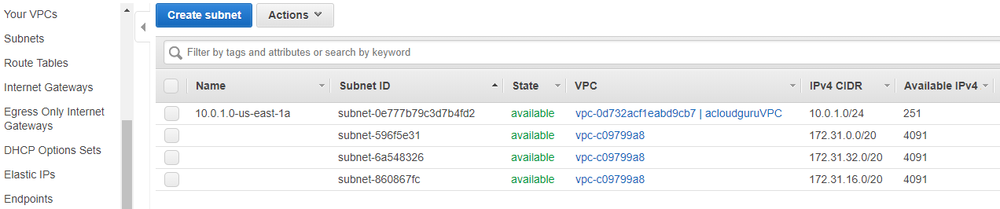 Your VPCs
Subnets
Route Tables
Internet Gateways
Egress Only Internet
Gateways
DHCP Options Sets
Elastic IPs
Endpoints
Create subnet Actions
Filter by tags and attributes or search by keyword
Name Subnet ID State VPC IPv4 CIDR Available IPv4
10.0.1.0-us-east-1a subnet-0e777b79c3d7b4fd2 available vpc-0d732acf1eabd9cb7 | acloudguruVPC 10.0.1.0/24 251
subnet-596f5e31 available vpc-c09799a8 172.31.0.0/20 4091
subnet-6a548326 available vpc-c09799a8 172.31.32.0/20 4091
subnet-860867fc available vpc-c09799a8 172.31.16.0/20 4091